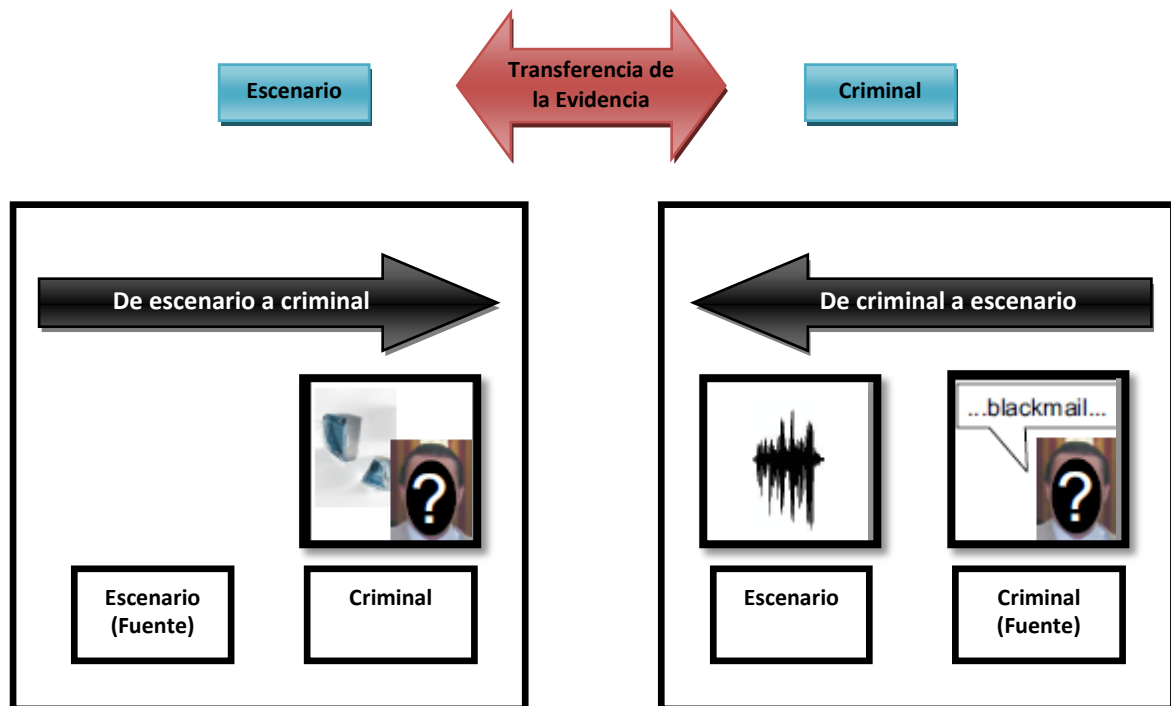 Escenario
Transferencia de
la Evidencia
Criminal
De escenario a criminal
?
Escenario
(Fuente)
Criminal
De criminal a escenario
...blackmail...
?
Escenario
Criminal
(Fuente)